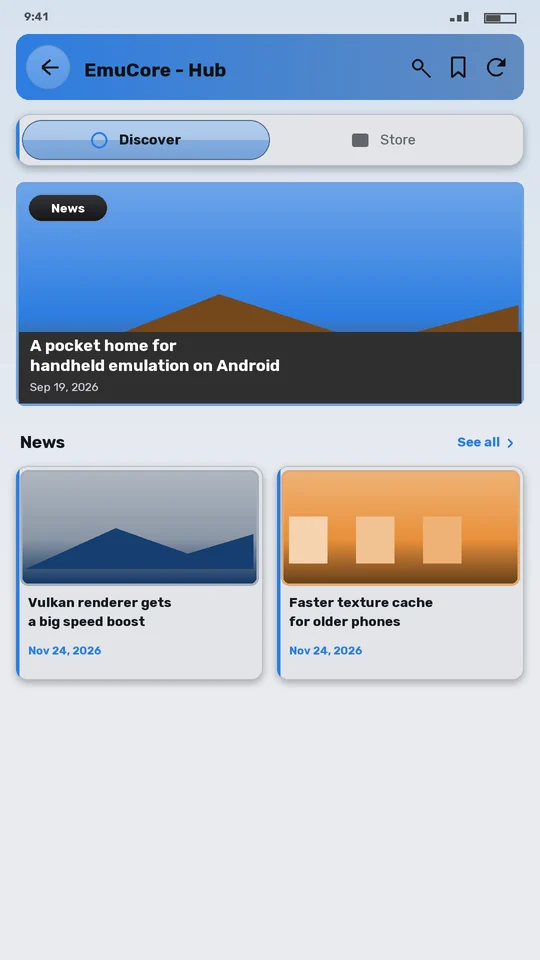 9:41
EmuCore - Hub
Discover
Store
News
A pocket home for
handheld emulation on Android
Sep 19, 2026
News
See all
Vulkan renderer gets
a big speed boost
Nov 24, 2026
Faster texture cache
for older phones
Nov 24, 2026